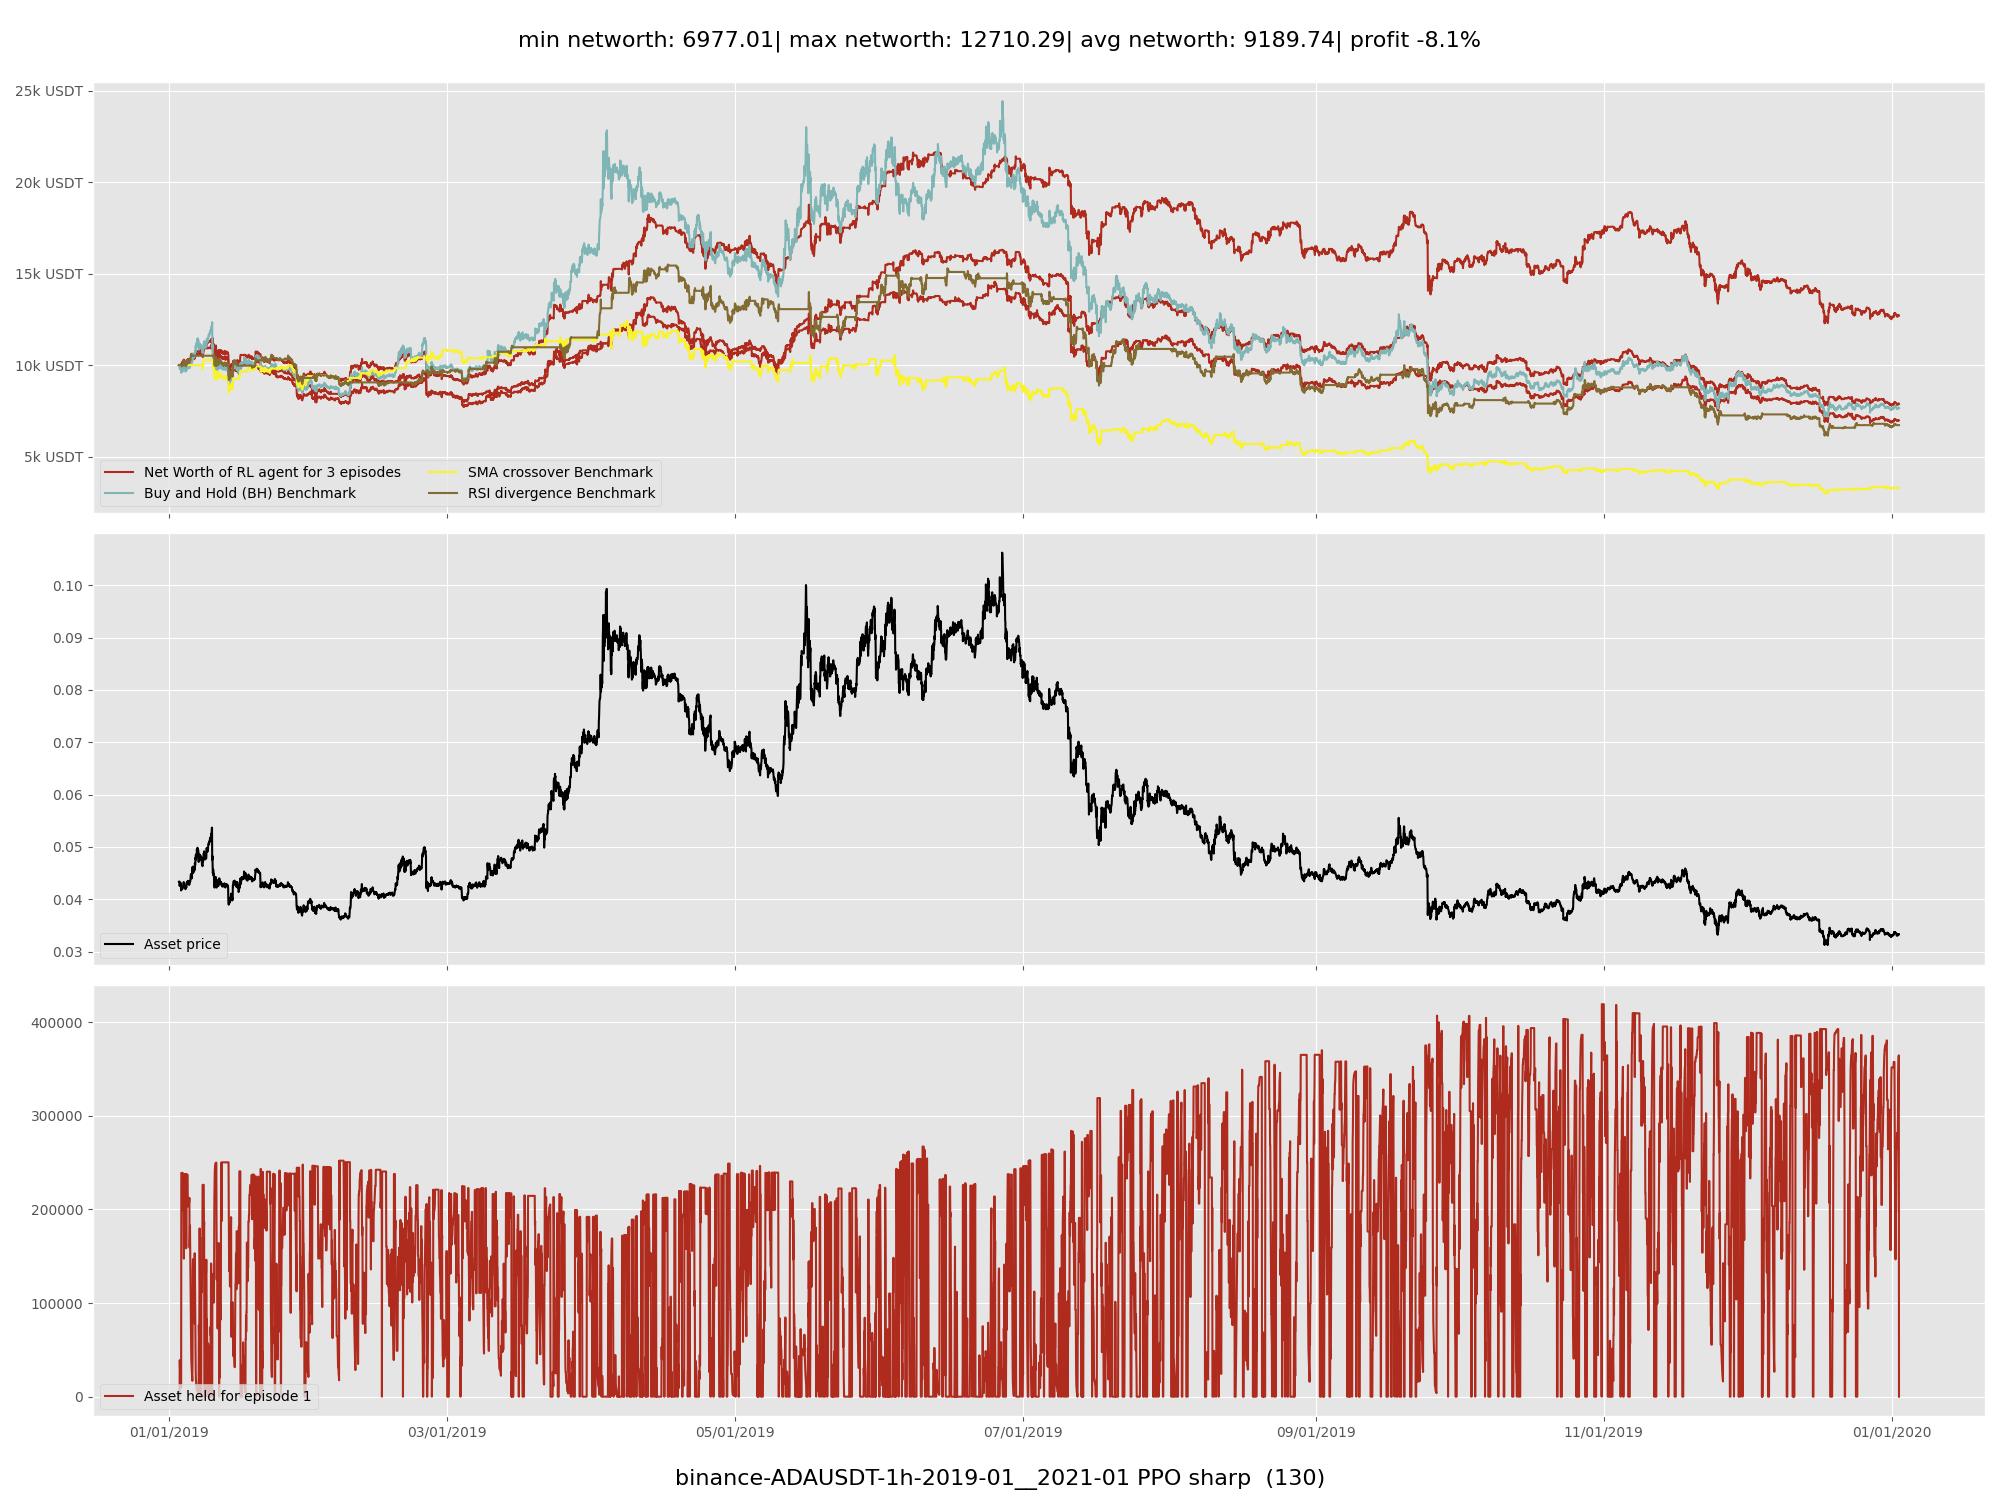 min networth: 6977.01| max networth: 12710.29| avg networth: 9189.74| profit -8.1%
25k USDT
20k USDT
15k USDT
10k USDT
5k USDT
Net Worth of RL agent for 3 episodes
Buy and Hold (BH) Benchmark
SMA crossover Benchmark
RSI divergence Benchmark
0.10
0.09
0.08
0.07
0.06
0.05
0.04
0.03
Asset price
400000
300000
200000
100000
0
Asset held for episode 1
01/01/2019
03/01/2019
05/01/2019
07/01/2019
09/01/2019
11/01/2019
01/01/2020
binance-ADAUSDT-1h-2019-01__2021-01 PPO sharp  (130)